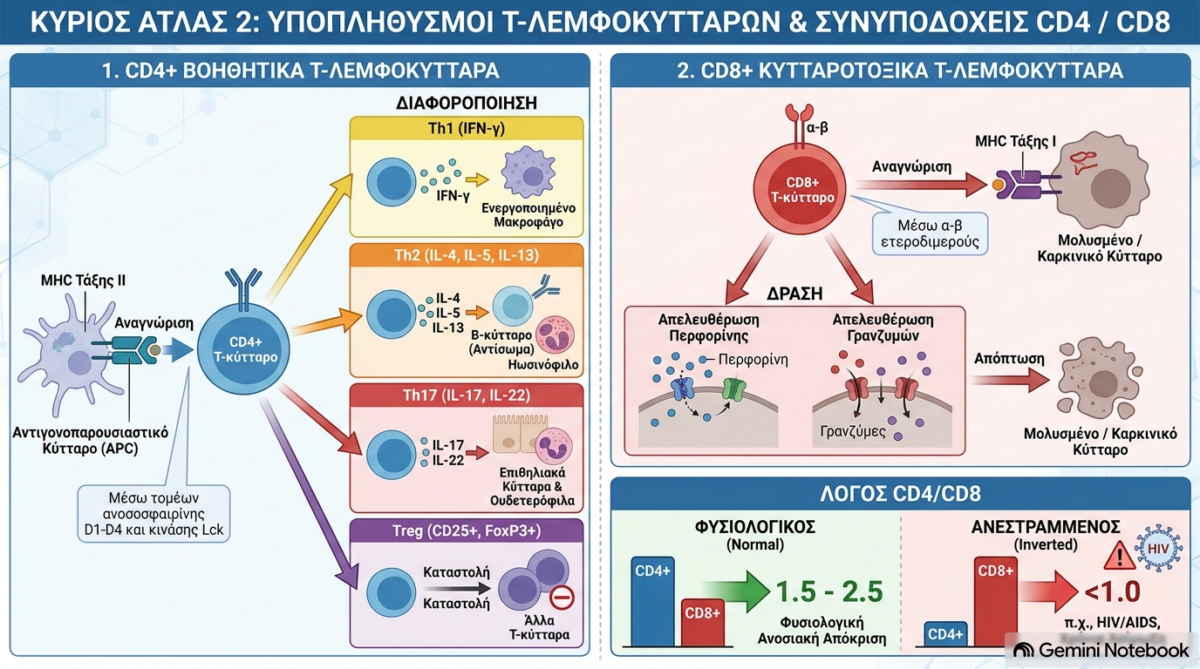 ΚΥΡΙΟΣ ΑΤΛΑΣ 2: ΥΠΟΠΛΗΘΥΣΜΟΙ Τ-ΛΕΜΦΟΚΥΤΤΑΡΩΝ & ΣΥΝΥΠΟΔΟΧΕΙΣ CD4 / CD8
1. CD4+ ΒΟΗΘΗΤΙΚΑ Τ-ΛΕΜΦΟΚΥΤΤΑΡΑ
ΔΙΑΦΟΡΟΠΟΙΗΣΗ
Th1 (IFN-γ)
IFN-γ
Ενεργοποιημένο
Μακροφάγο
Th2 (IL-4, IL-5, IL-13)
IL-4
IL-5
IL-13
Β-κύτταρο
(Αντίσωμα)
Ηωσινόφιλο
MHC Τάξης II
Αναγνώριση
CD4+
Τ-κύτταρο
Αντιγονοπαρουσιαστικό
Κύτταρο (APC)
Μέσω τομέων
ανοσοσφαιρίνης
D1-D4 και κινάσης Lck
Th17 (IL-17, IL-22)
IL-17
IL-22
Επιθηλιακά
Κύτταρα &
Ουδετερόφιλα
Treg (CD25+, FoxP3+)
Καταστολή
Καταστολή
Άλλα
Τ-κύτταρα
2. CD8+ ΚΥΤΤΑΡΟΤΟΞΙΚΑ Τ-ΛΕΜΦΟΚΥΤΤΑΡΑ
α-β
CD8+
Τ-κύτταρο
Αναγνώριση
MHC Τάξης I
Μέσω α-β
ετεροδιμερούς
Μολυσμένο /
Καρκινικό Κύτταρο
ΔΡΑΣΗ
Απελευθέρωση
Περφορίνης
Περφορίνη
Απελευθέρωση
Γρανζυμών
Γρανζύμες
Απόπτωση
Μολυσμένο / Καρκινικό
Κύτταρο
ΛΟΓΟΣ CD4/CD8
ΦΥΣΙΟΛΟΓΙΚΟΣ
(Normal)
CD4+
CD8+
1.5 - 2.5
Φυσιολογική
Ανοσιακή Απόκριση
ΑΝΕΣΤΡΑΜΜΕΝΟΣ
(Inverted)
HIV
CD4+
CD8+
<1.0
π.χ., HIV/AIDS,
Gemini Notebook